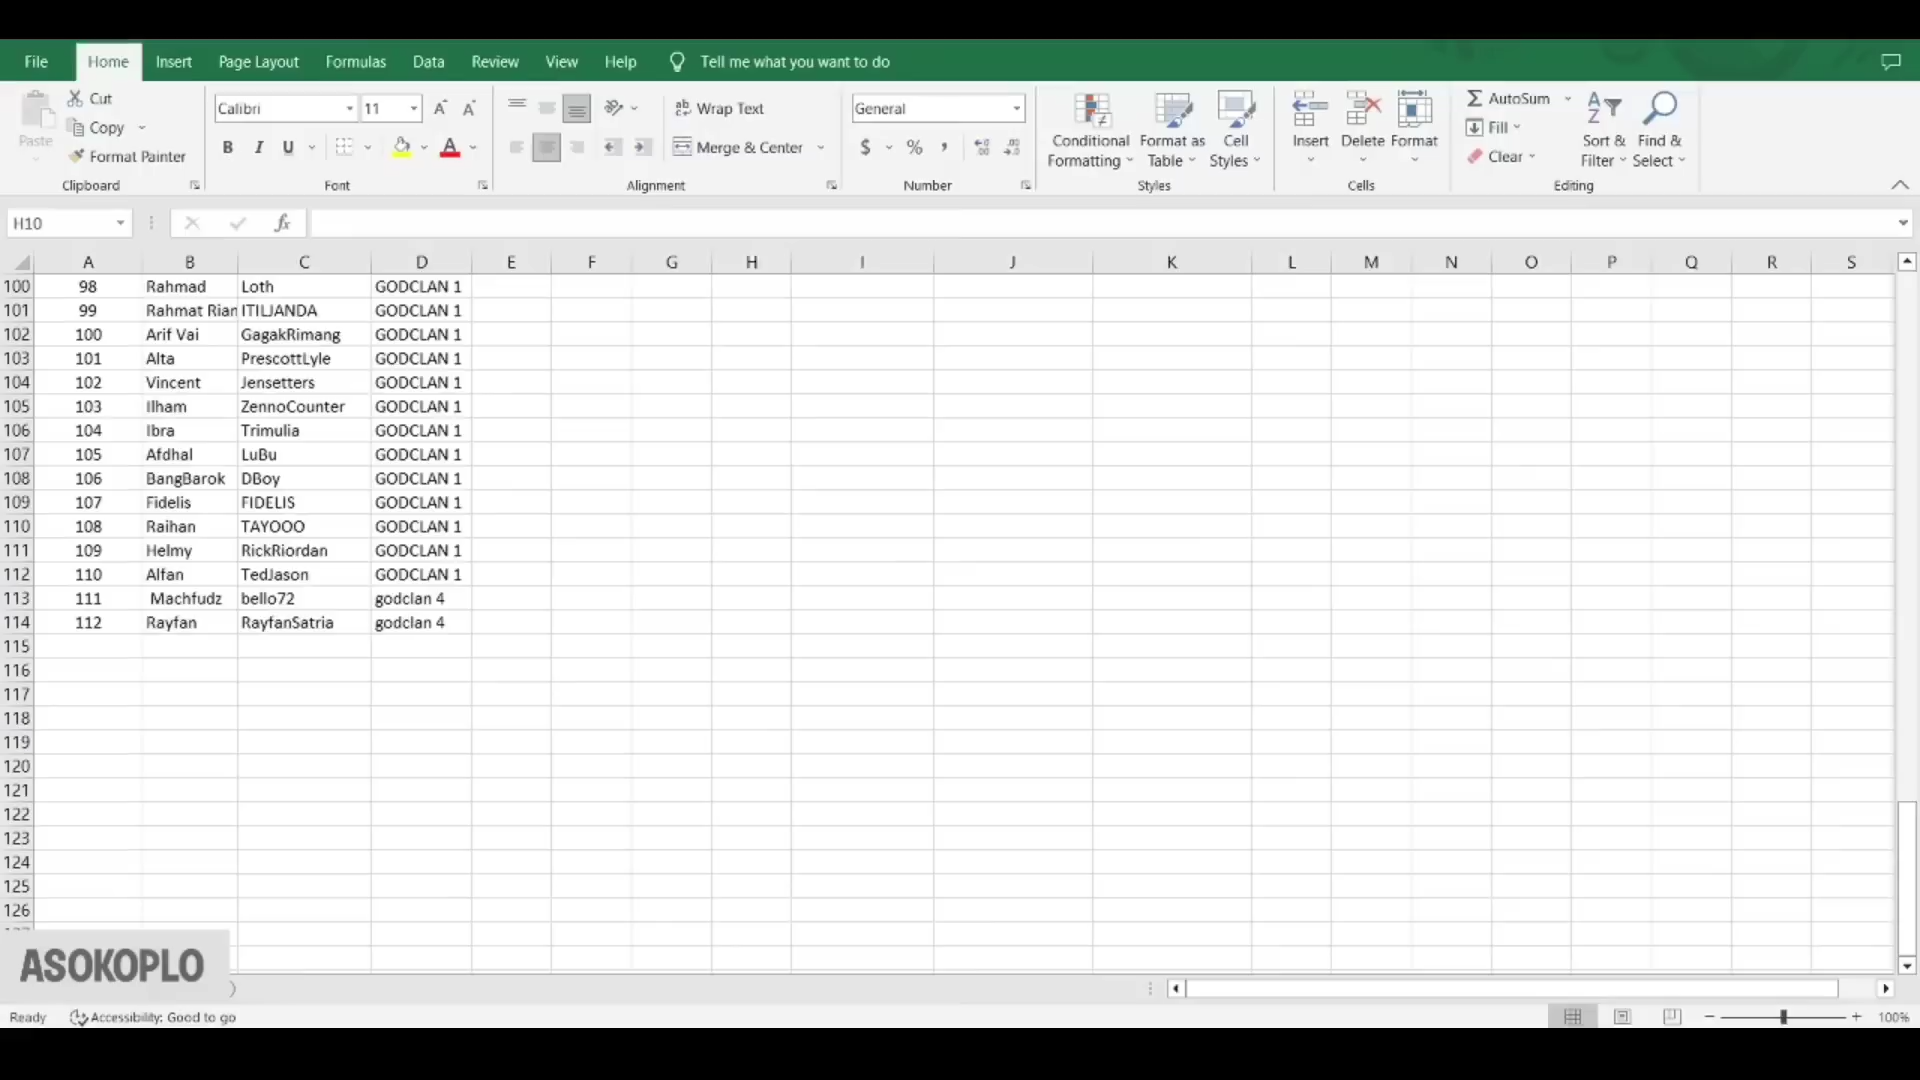 File Home Insert Page Layout Formulas Data Review View Help Tell me what you want to do
Paste Cut Copy Format Painter Clipboard
Calibri 11 B I U A Font
Wrap Text Merge & Center Alignment
General $ % , Number
Conditional Formatting Format as Table Cell Styles Styles
Insert Delete Format Cells
AutoSum Fill Clear Sort & Filter Find & Select Editing
H10 fx
A B C D E F G H I J K L M N O P Q R S
100 98 Rahmad Loth GODCLAN 1
101 99 Rahmat Rian ITILJANDA GODCLAN 1
102 100 Arif Vai GagakRimang GODCLAN 1
103 101 Alta PrescottLyle GODCLAN 1
104 102 Vincent Jensetters GODCLAN 1
105 103 Ilham ZennoCounter GODCLAN 1
106 104 Ibra Trimulia GODCLAN 1
107 105 Afdhal LuBu GODCLAN 1
108 106 BangBarok DBoy GODCLAN 1
109 107 Fidelis FIDELIS GODCLAN 1
110 108 Raihan TAYOOO GODCLAN 1
111 109 Helmy RickRiordan GODCLAN 1
112 110 Alfan TedJason GODCLAN 1
113 111 Machfudz bello72 godclan 4
114 112 Rayfan RayfanSatria godclan 4
115
116
117
118
119
120
121
122
123
124
125
126
ASOKOPLO
Ready Accessibility: Good to go 100%